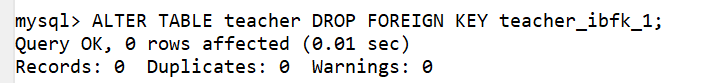 mysql> ALTER TABLE teacher DROP FOREIGN KEY teacher_ibfk_1;
Query OK, 0 rows affected (0.01 sec)
Records: 0  Duplicates: 0  Warnings: 0